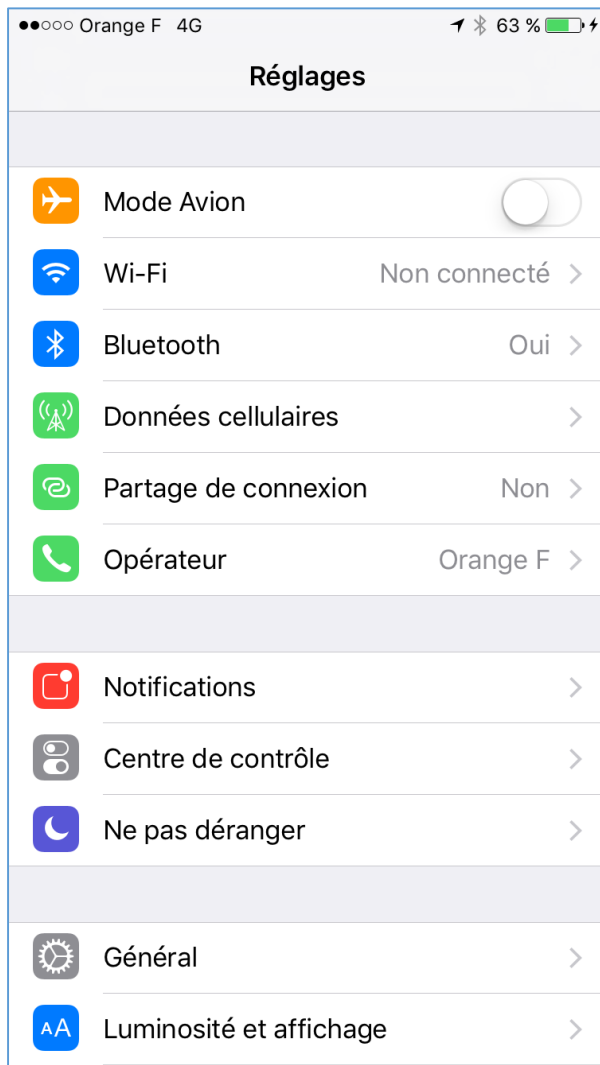 Orange F 4G 63 %
Réglages
Mode Avion
Wi-Fi Non connecté
Bluetooth Oui
Données cellulaires
Partage de connexion Non
Opérateur Orange F
Notifications
Centre de contrôle
Ne pas déranger
Général
AA Luminosité et affichage